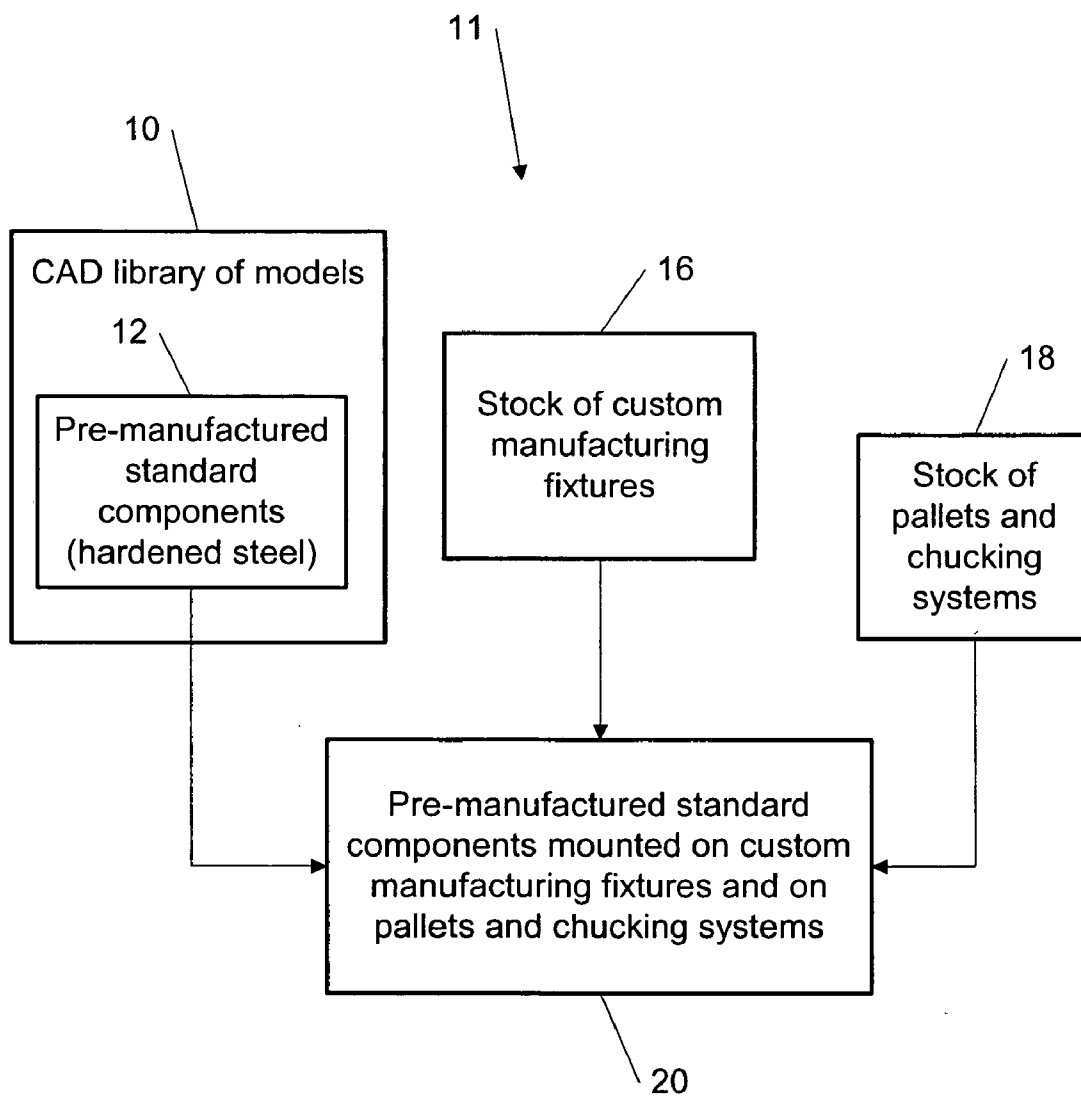 11
10
CAD library of models
12
Pre-manufactured
standard
components
(hardened steel)
16
Stock of custom
manufacturing
fixtures
18
Stock of
pallets and
chucking
systems
Pre-manufactured standard
components mounted on custom
manufacturing fixtures and on
pallets and chucking systems
20